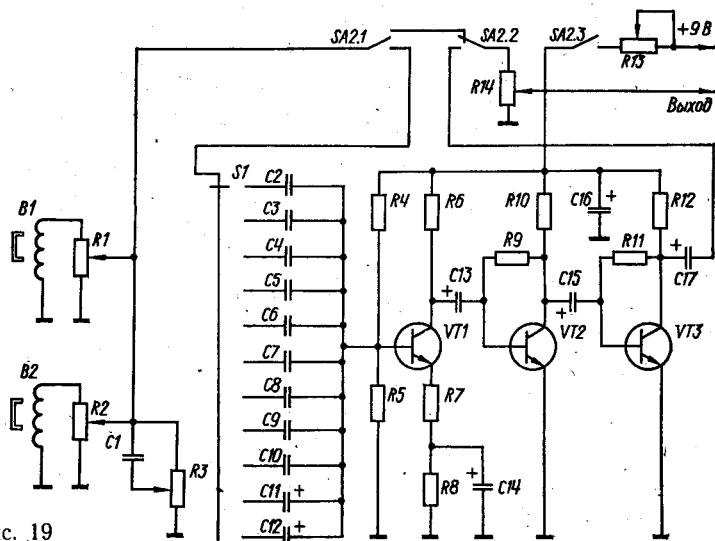 SA2.1
SA2.2
SA2.3
R13
+9 В
R14
Выход
S1
C2
C3
C4
C5
C6
C7
C8
C9
C10
C11 +
C12 +
B1
R1
B2
R2
C1
R3
R4
R6
R10
C16 +
R12
R9
R11
+ C13
C15
+
+ C17
VT1
VT2
VT3
R5
R7
R8
+ C14
с. 19